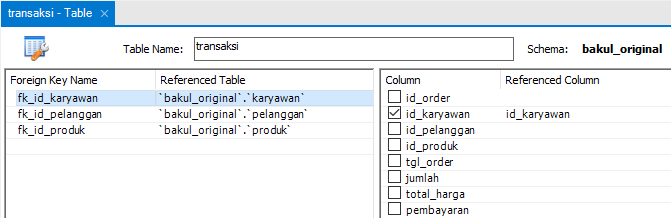 transaksi - Table ×
Table Name: transaksi Schema: bakul_original
Foreign Key Name Referenced Table
fk_id_karyawan `bakul_original`.`karyawan`
fk_id_pelanggan `bakul_original`.`pelanggan`
fk_id_produk `bakul_original`.`produk`
Column Referenced Column
id_order
id_karyawan id_karyawan
id_pelanggan
id_produk
tgl_order
jumlah
total_harga
pembayaran